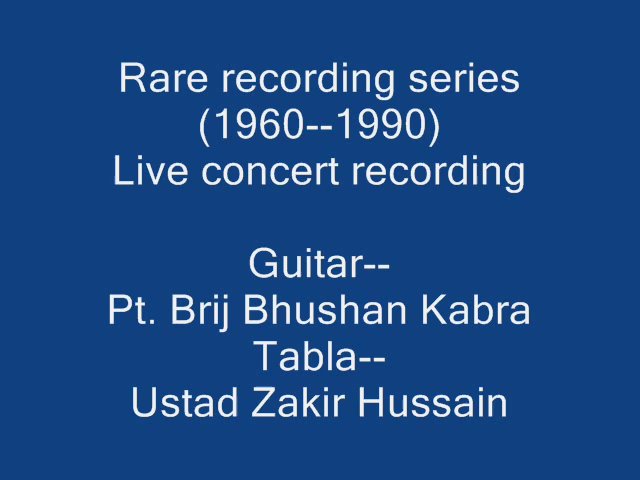 Rare recording series
(1960--1990)
Live concert recording
Guitar--
Pt. Brij Bhushan Kabra
Tabla--
Ustad Zakir Hussain